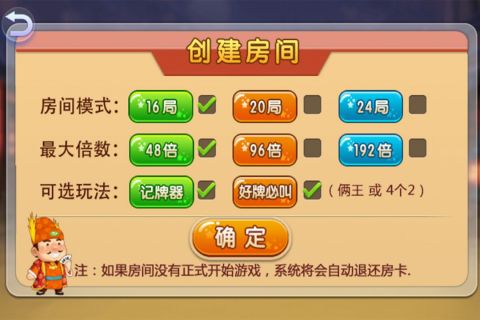 创建房间
房间模式: 16局 20局 24局
最大倍数: 48倍 96倍 192倍
可选玩法: 记牌器 好牌必叫 (俩王 或 4个2)
确定
注:如果房间没有正式开始游戏,系统将会自动退还房卡.